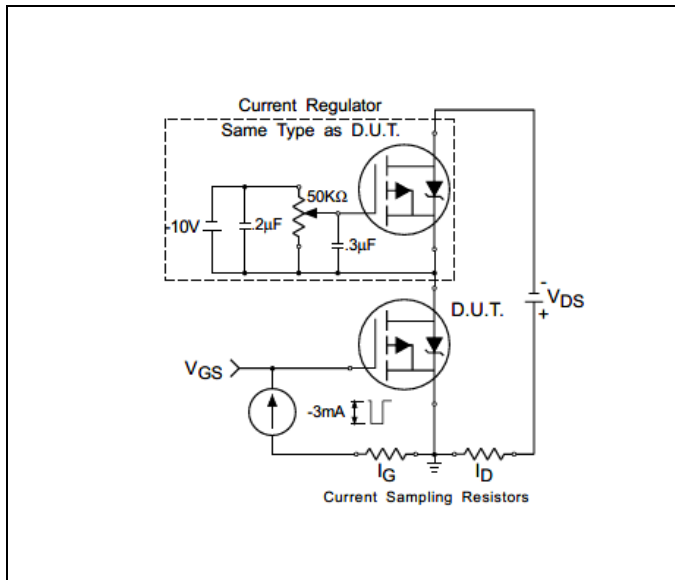 Current Regulator
Same Type as D.U.T.
50KΩ
-10V
.2μF
.3μF
D.U.T.
-
VDS
+
VGS
-3mA
IG
ID
Current Sampling Resistors